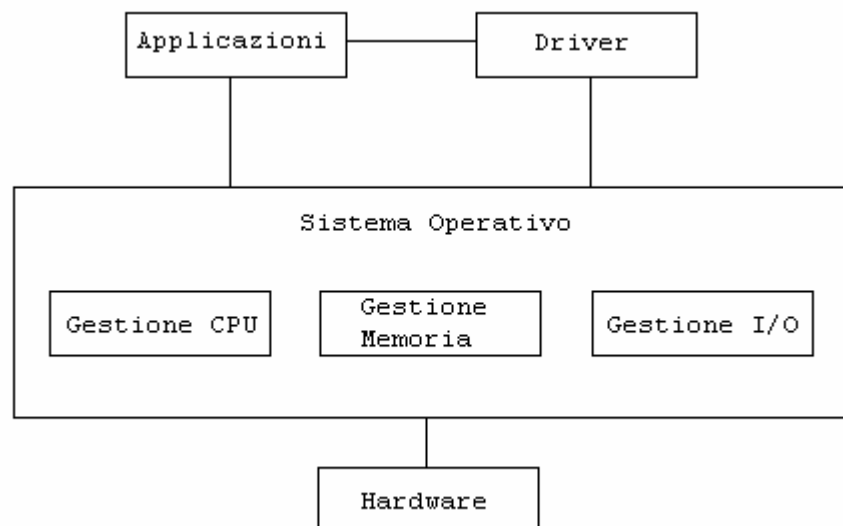 Applicazioni
Driver
Sistema Operativo
Gestione CPU
Gestione
Memoria
Gestione I/O
Hardware